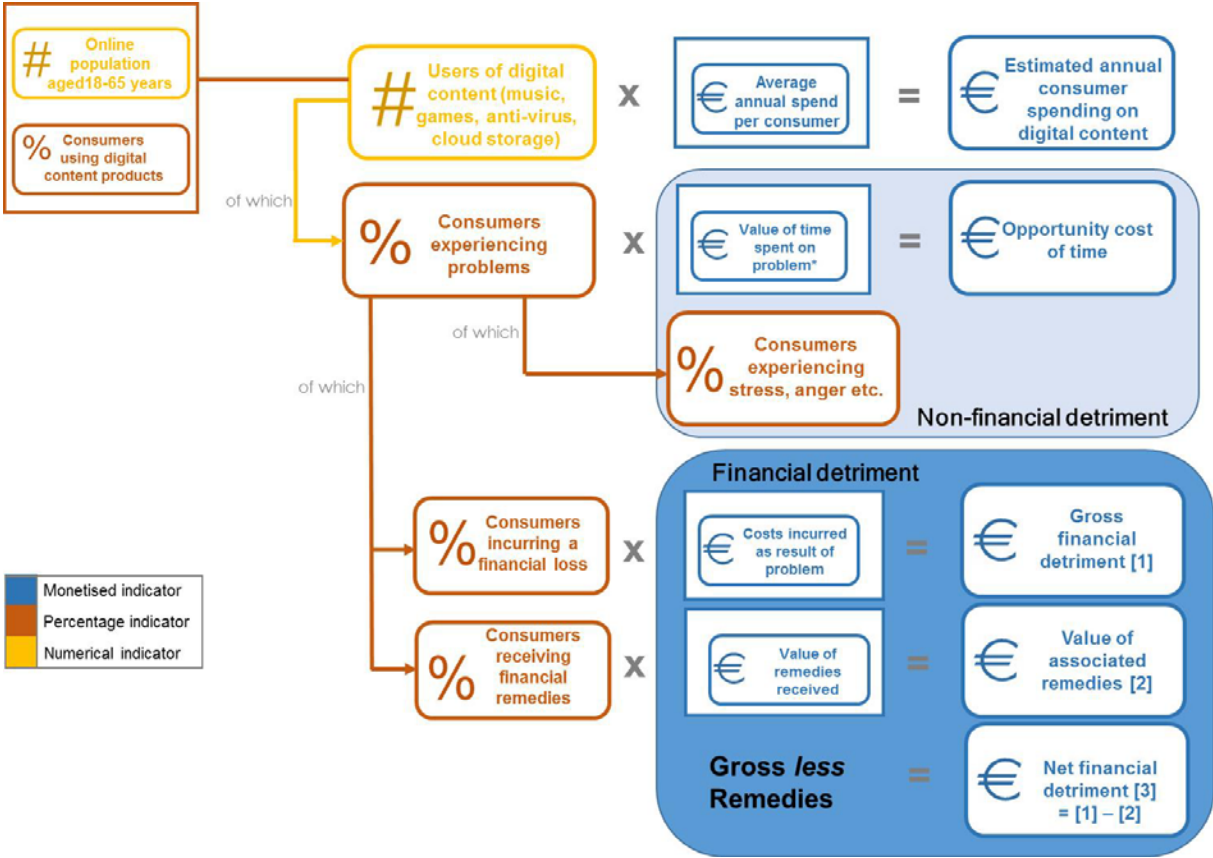 # Online
population
aged18-65 years
% Consumers
using digital
content products
# Users of digital
content (music,
games, anti-virus,
cloud storage)
x
€ Average
annual spend
per consumer
=
€ Estimated annual
consumer
spending on
digital content
of which
% Consumers
experiencing
problems
x
€ Value of time
spent on
problem*
=
€ Opportunity cost
of time
of which
% Consumers
experiencing
stress, anger etc.
Non-financial detriment
of which
Financial detriment
% Consumers
incurring a
financial loss
x
€ Costs incurred
as result of
problem
=
€ Gross
financial
detriment [1]
% Consumers
receiving
financial
remedies
x
€ Value of
remedies
received
=
€ Value of
associated
remedies [2]
Gross less
Remedies
=
€ Net financial
detriment [3]
= [1] – [2]
Monetised indicator
Percentage indicator
Numerical indicator